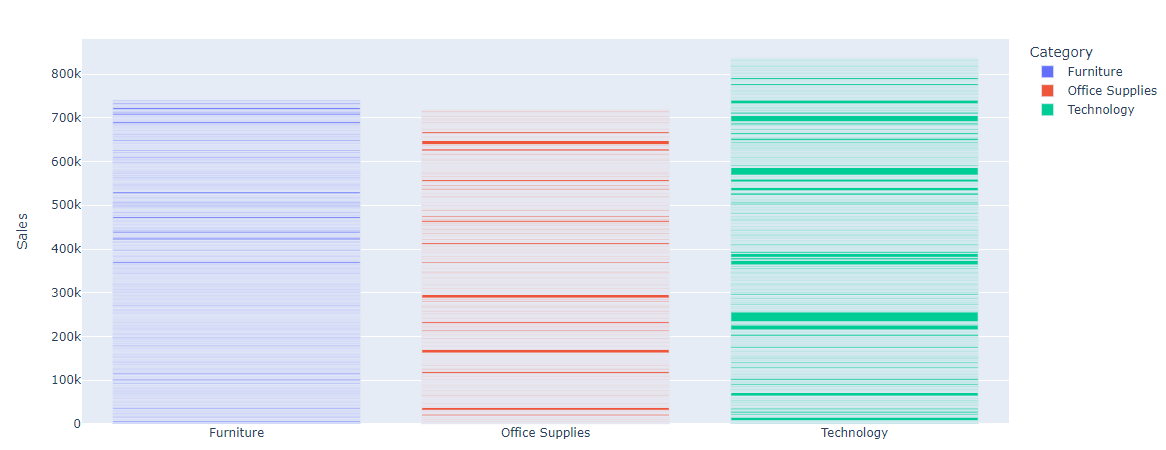 Category
Furniture
Office Supplies
Technology
Sales
800k
700k
600k
500k
400k
300k
200k
100k
0
Furniture Office Supplies Technology